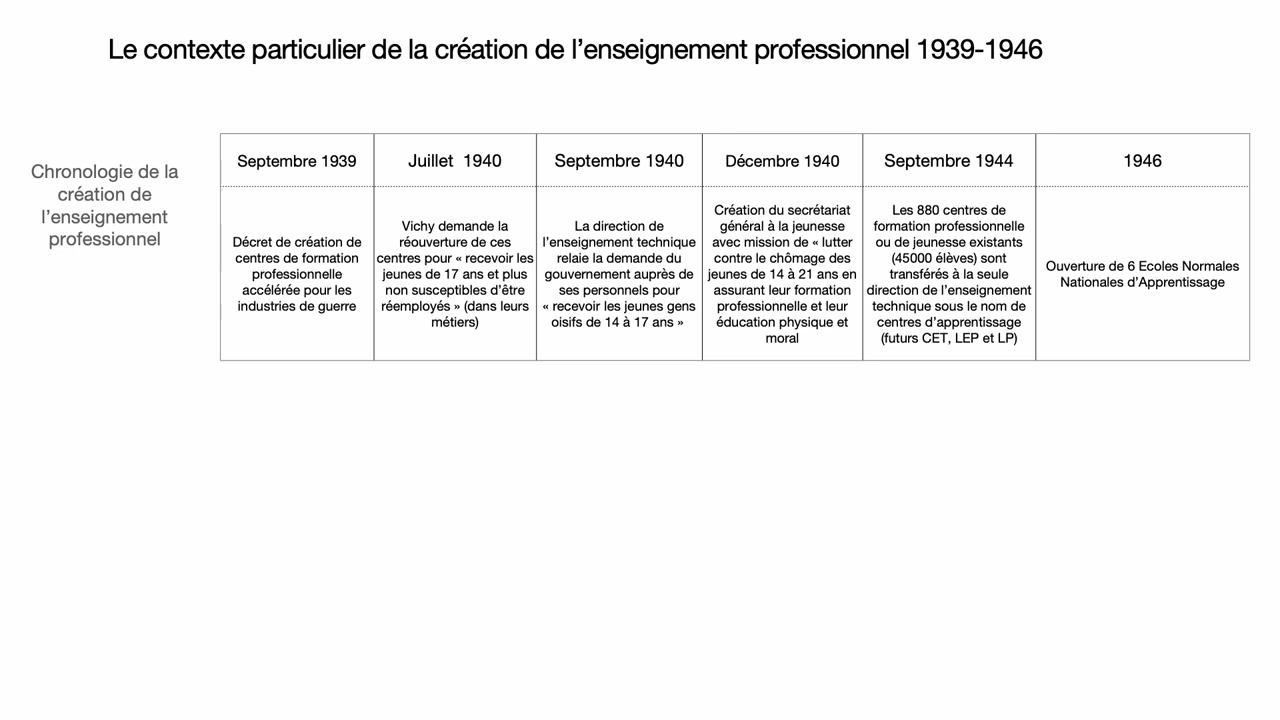 Le contexte particulier de la création de l’enseignement professionnel 1939-1946
Chronologie de la
création de
l’enseignement
professionnel
Septembre 1939
Décret de création de
centres de formation
professionnelle
accélérée pour les
industries de guerre
Juillet 1940
Vichy demande la
réouverture de ces
centres pour « recevoir les
jeunes de 17 ans et plus
non susceptibles d’être
réemployés » (dans leurs
métiers)
Septembre 1940
La direction de
l’enseignement technique
relaie la demande du
gouvernement auprès de
ses personnels pour
« recevoir les jeunes gens
oisifs de 14 à 17 ans »
Décembre 1940
Création du secrétariat
général à la jeunesse
avec mission de « lutter
contre le chômage des
jeunes de 14 à 21 ans en
assurant leur formation
professionnelle et leur
éducation physique et
moral
Septembre 1944
Les 880 centres de
formation professionnelle
ou de jeunesse existants
(45000 élèves) sont
transférés à la seule
direction de l’enseignement
technique sous le nom de
centres d’apprentissage
(futurs CET, LEP et LP)
1946
Ouverture de 6 Ecoles Normales
Nationales d’Apprentissage